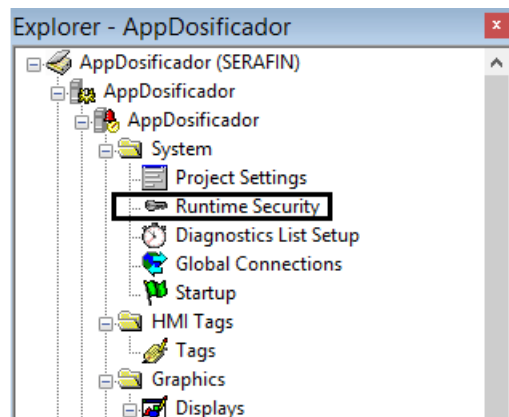 Explorer - AppDosificador
x
AppDosificador (SERAFIN)
AppDosificador
AppDosificador
System
Project Settings
Runtime Security
Diagnostics List Setup
Global Connections
Startup
HMI Tags
Tags
Graphics
Displays